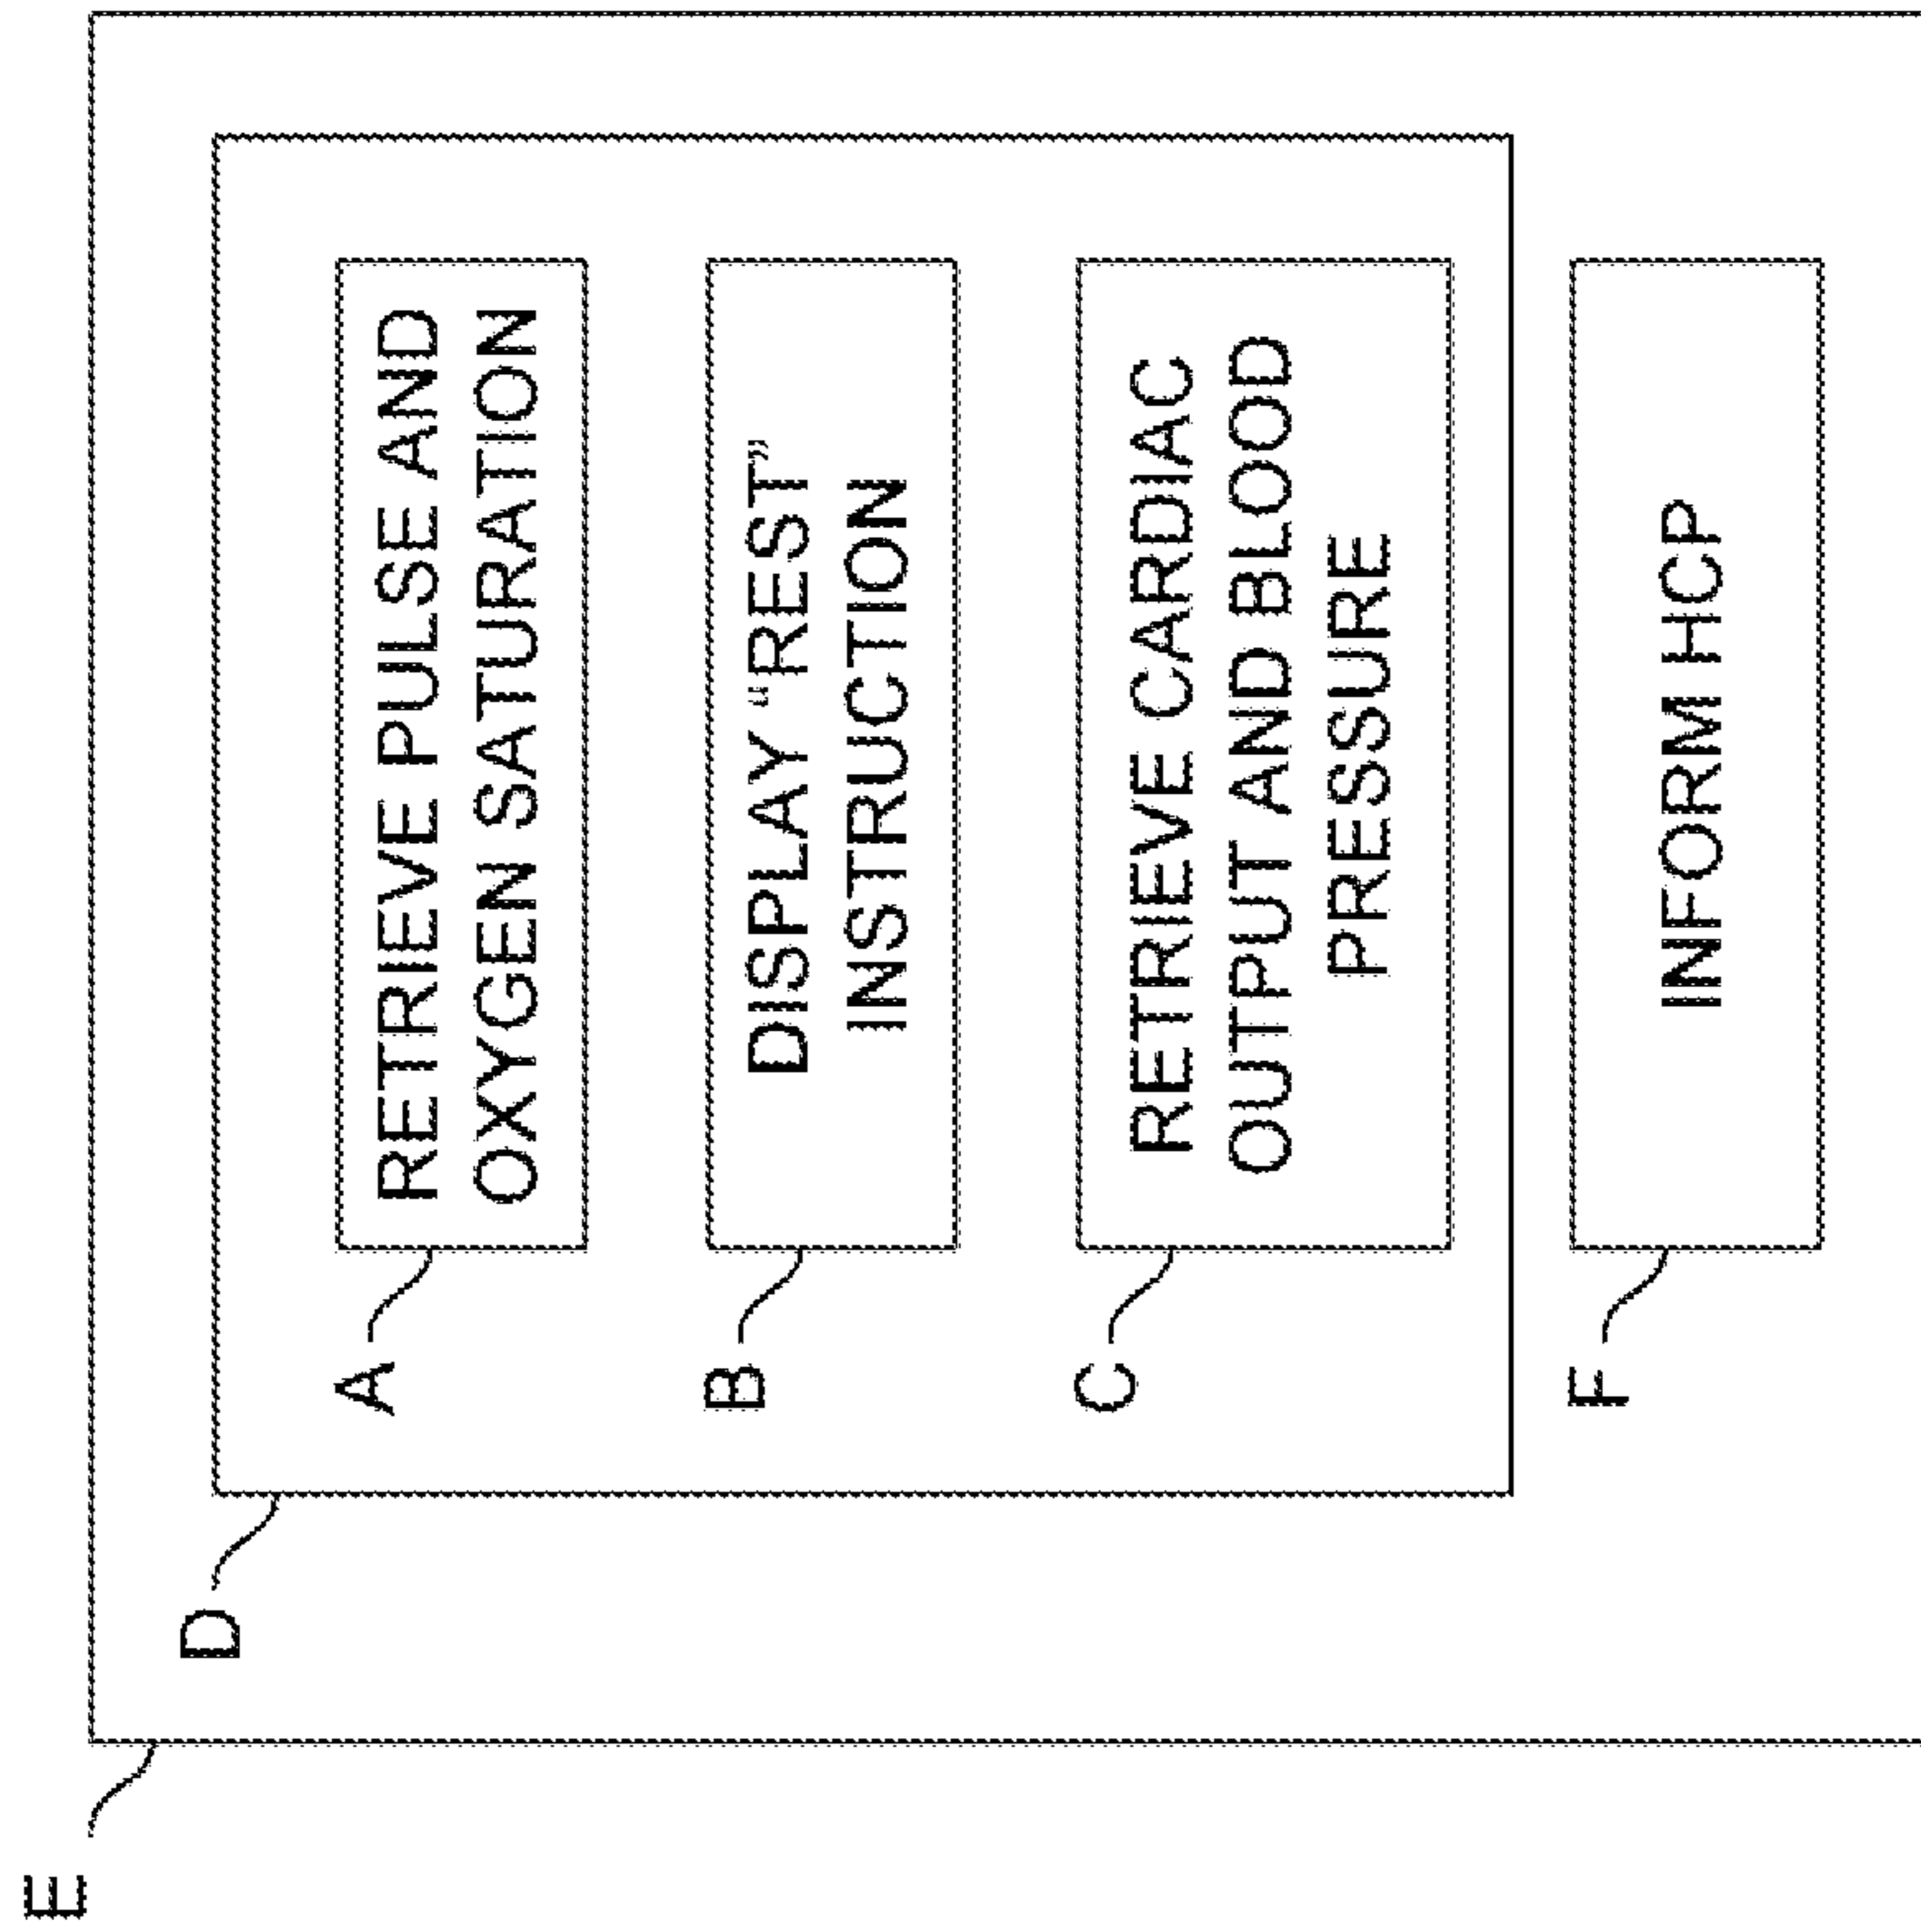 E
D
A
RETRIEVE PULSE AND
OXYGEN SATURATION
B
DISPLAY “REST”
INSTRUCTION
C
RETRIEVE CARDIAC
OUTPUT AND BLOOD
PRESSURE
F
INFORM HCP